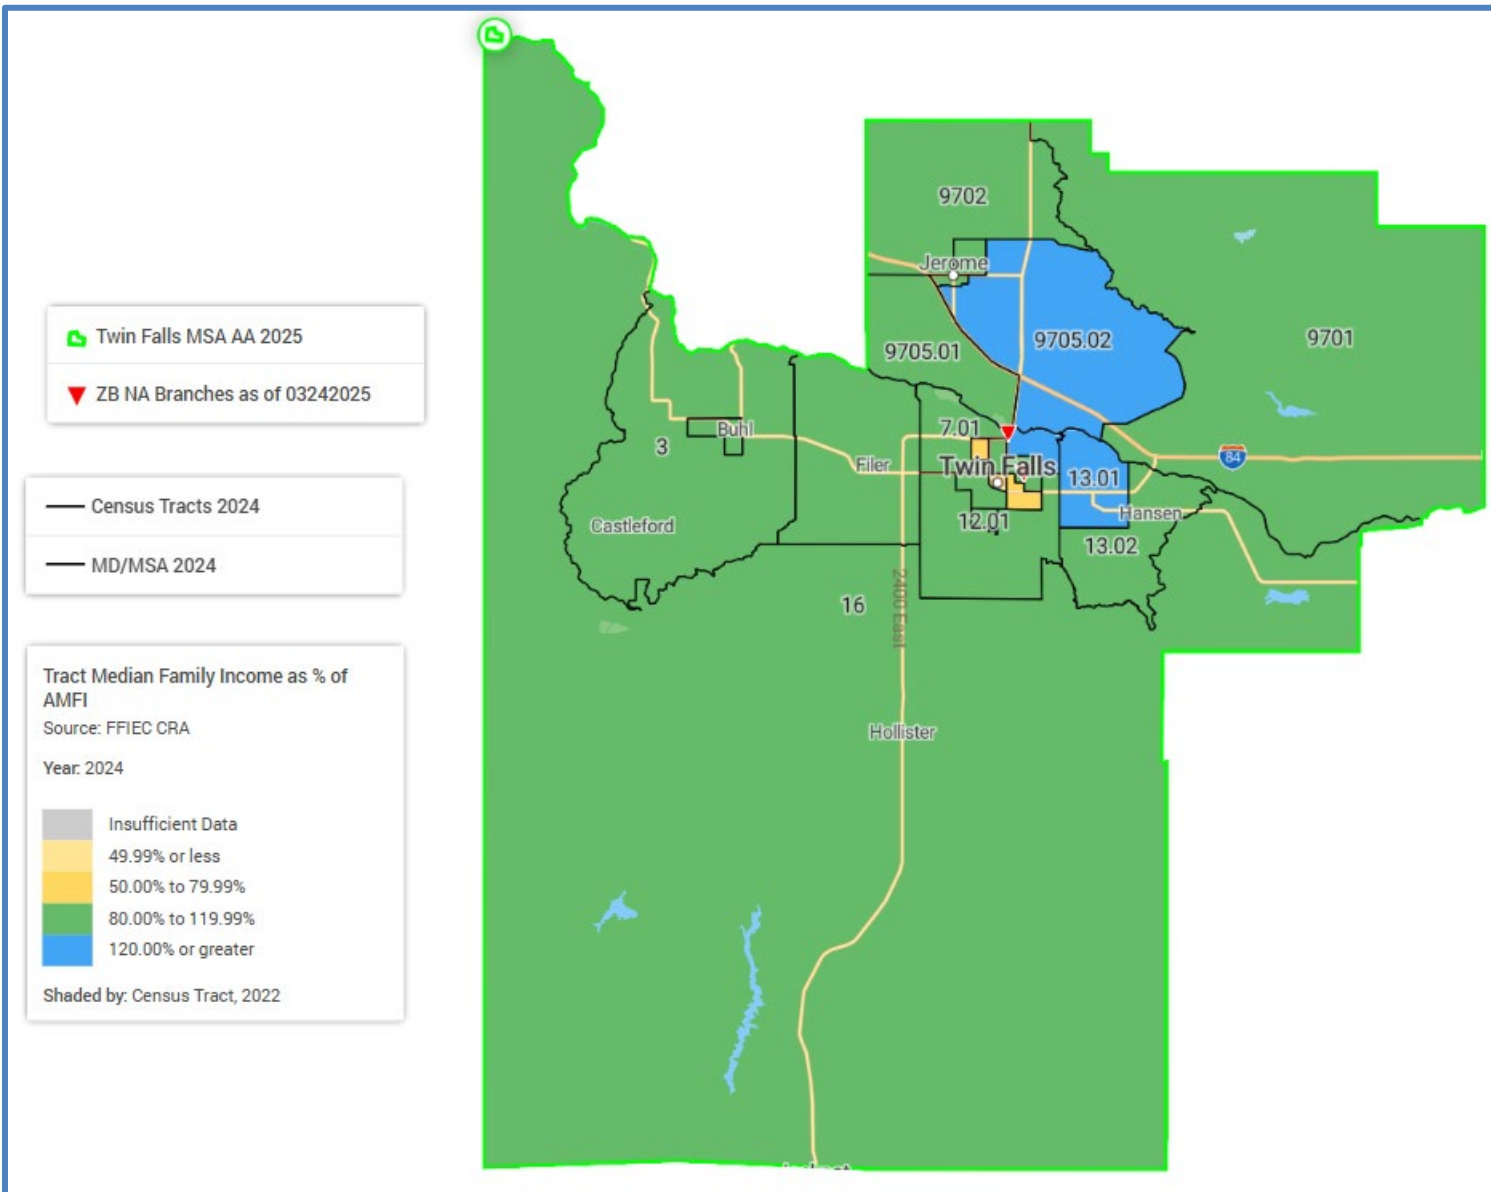 Twin Falls MSA AA 2025
ZB NA Branches as of 03242025
Census Tracts 2024
MD/MSA 2024
Tract Median Family Income as % of
AMFI
Source: FFIEC CRA
Year: 2024
Insufficient Data
49.99% or less
50.00% to 79.99%
80.00% to 119.99%
120.00% or greater
Shaded by: Census Tract, 2022
9702
Jerome
9705.02
9701
9705.01
7.01
Buhl
3
Filer
Twin Falls
84
13.01
Hansen
Castleford
12.01
13.02
16
2400 East
Hollister